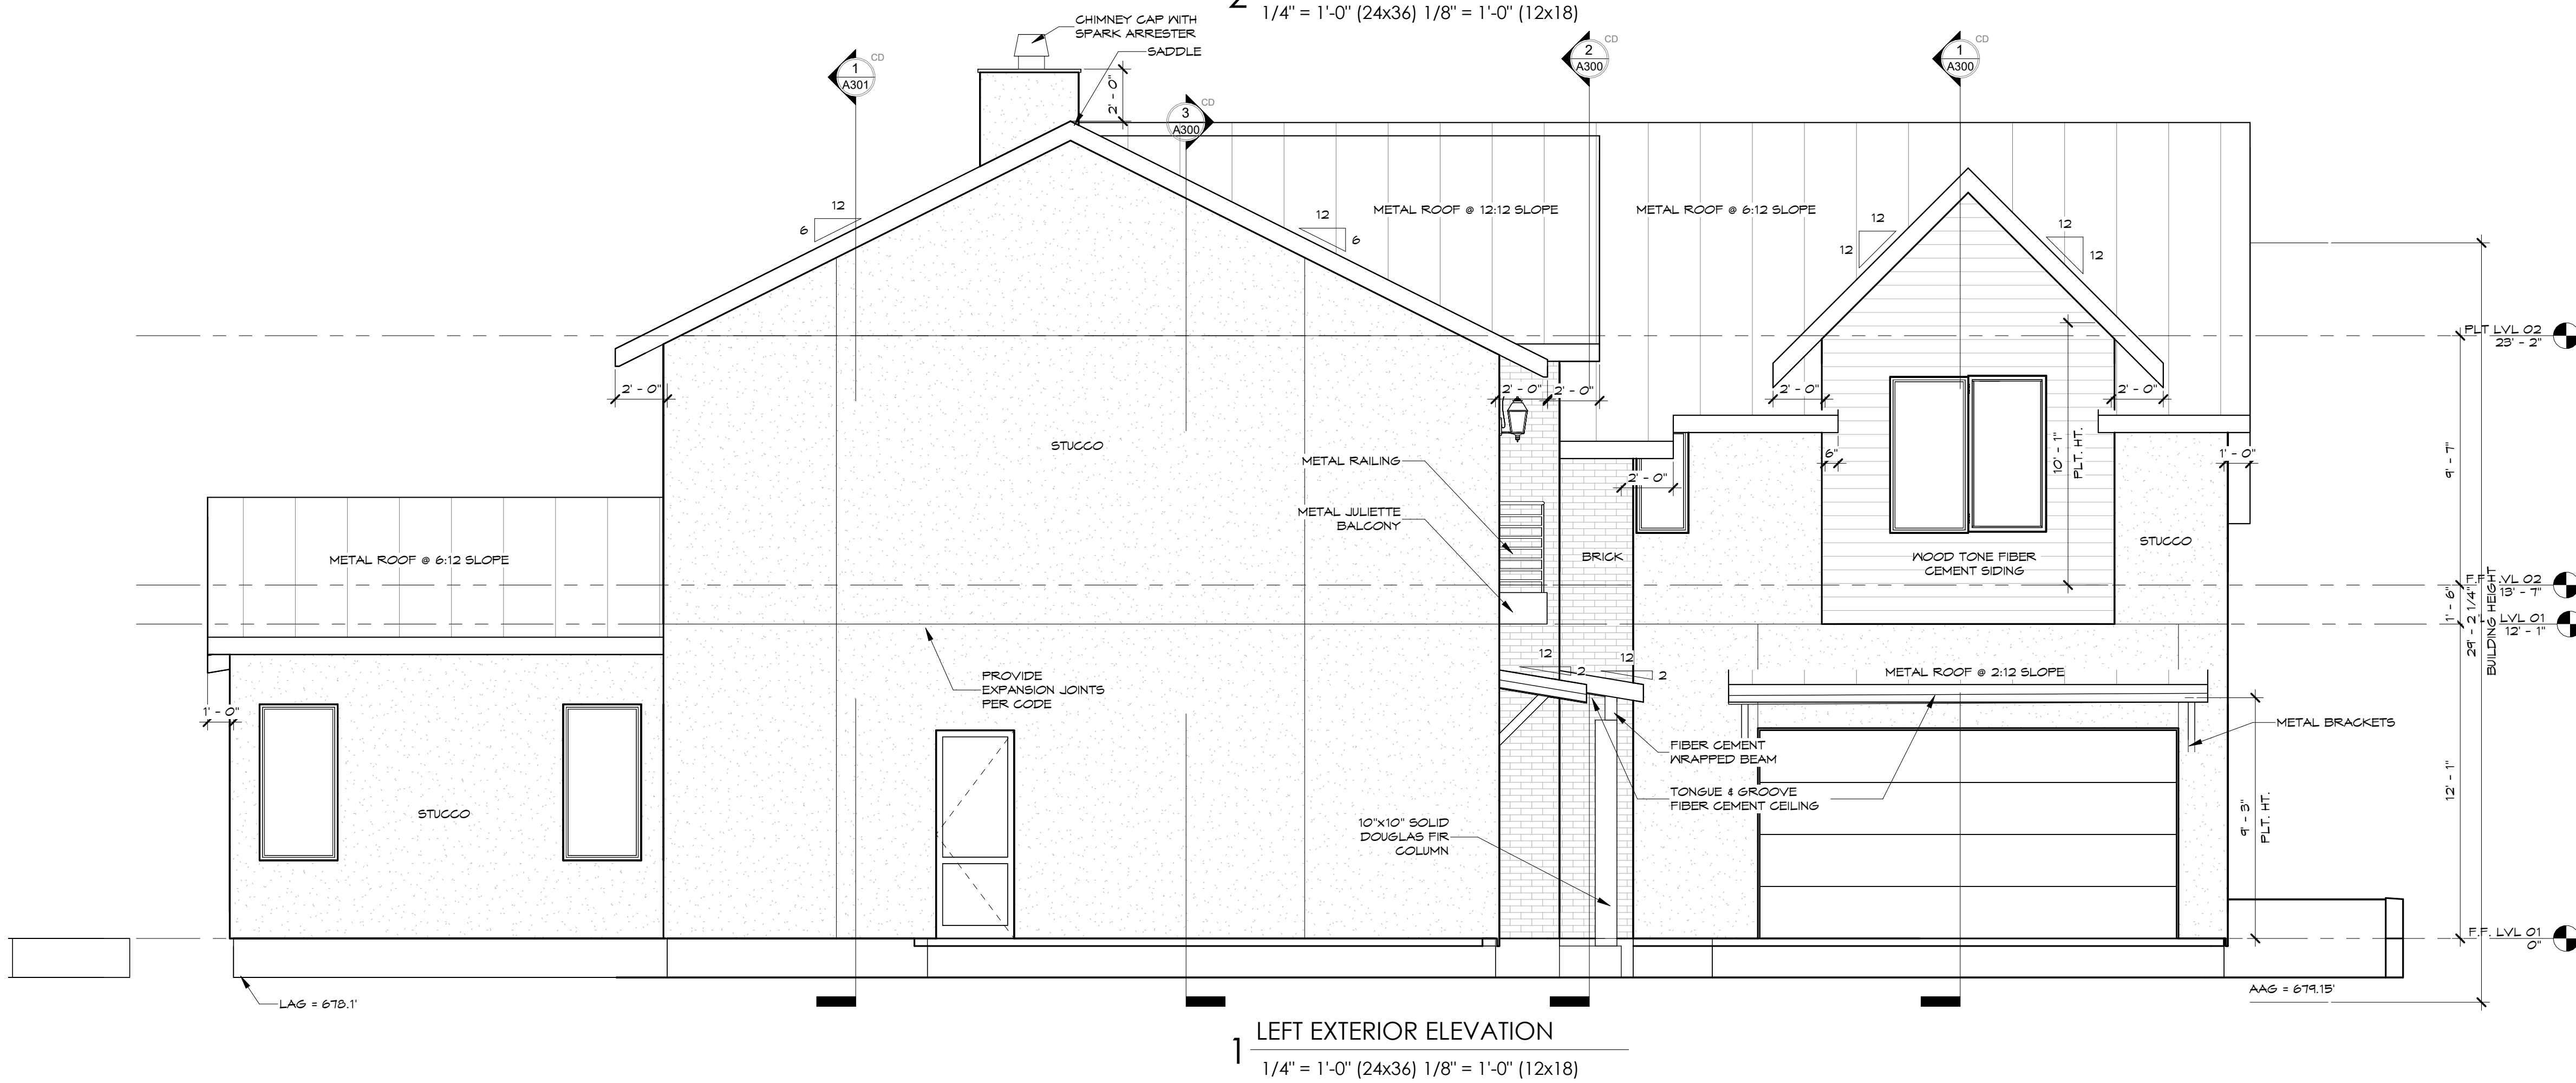 2
1/4" = 1'-0" (24x36) 1/8" = 1'-0" (12x18)
CHIMNEY CAP WITH
SPARK ARRESTER
SADDLE
1
A301
CD
3
A300
CD
2
A300
CD
1
A300
CD
2' - 0"
12
6
12
6
METAL ROOF @ 12:12 SLOPE
METAL ROOF @ 6:12 SLOPE
12
12
12
12
PLT LVL 02
23' - 2"
2' - 0"
2' - 0"
2' - 0"
2' - 0"
2' - 0"
STUCCO
METAL RAILING
2' - 0"
6"
10' - 1"
PLT. HT.
1' - 0"
9' - 7"
METAL JULIETTE
BALCONY
BRICK
WOOD TONE FIBER
CEMENT SIDING
STUCCO
METAL ROOF @ 6:12 SLOPE
VL 02
13' - 7"
1' - 6"
29' - 2 1/4"
BUILDING HEIGHT
LVL 01
12' - 1"
12
2
12
2
METAL ROOF @ 2:12 SLOPE
PROVIDE
EXPANSION JOINTS
PER CODE
1' - 0"
METAL BRACKETS
FIBER CEMENT
WRAPPED BEAM
TONGUE & GROOVE
FIBER CEMENT CEILING
STUCCO
10"x10" SOLID
DOUGLAS FIR
COLUMN
9' - 3"
PLT. HT.
12' - 1"
F.F. LVL 01
0"
LAG = 678.1'
AAG = 679.15'
1
LEFT EXTERIOR ELEVATION
1/4" = 1'-0" (24x36) 1/8" = 1'-0" (12x18)